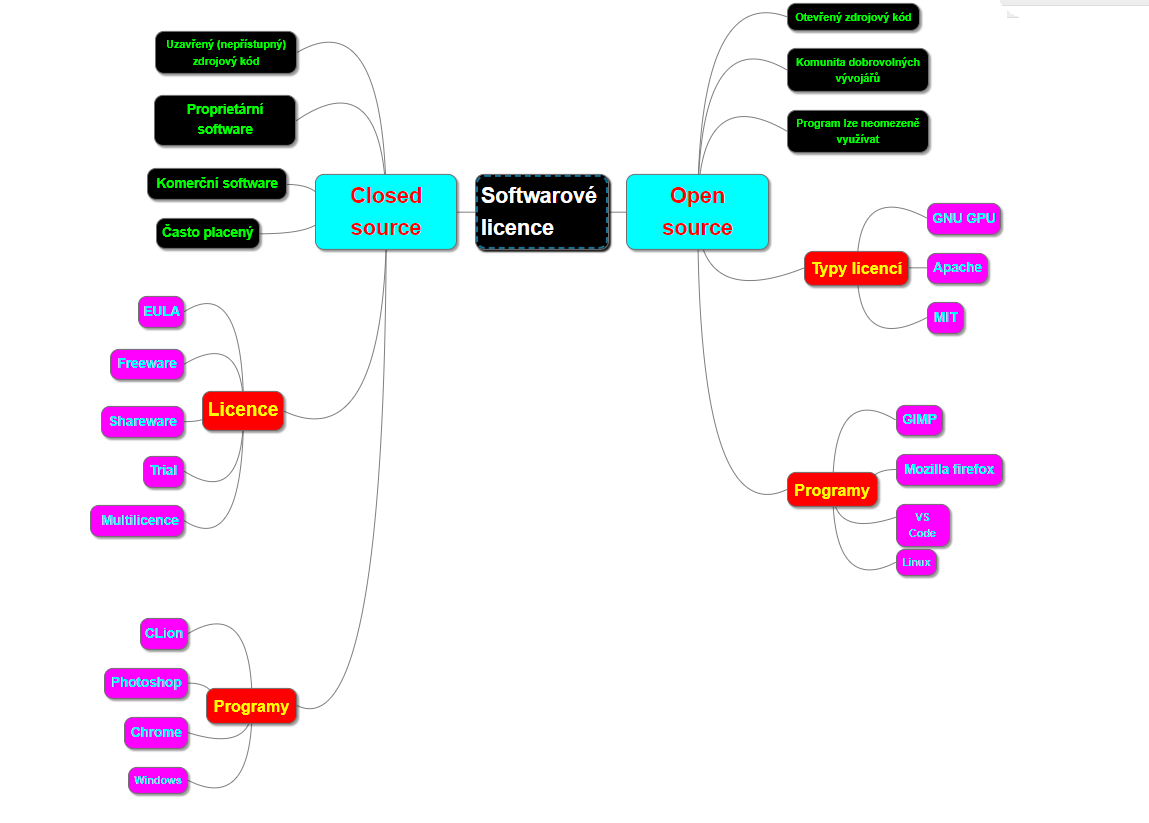 Softwarové
licence
Closed
source
Uzavřený (nepřístupný)
zdrojový kód
Proprietární
software
Komerční software
Často placený
Licence
EULA
Freeware
Shareware
Trial
Multilicence
Programy
CLion
Photoshop
Chrome
Windows
Open
source
Otevřený zdrojový kód
Komunita dobrovolných
vývojářů
Program lze neomezeně
využívat
Typy licencí
GNU GPU
Apache
MIT
Programy
GIMP
Mozilla firefox
VS
Code
Linux